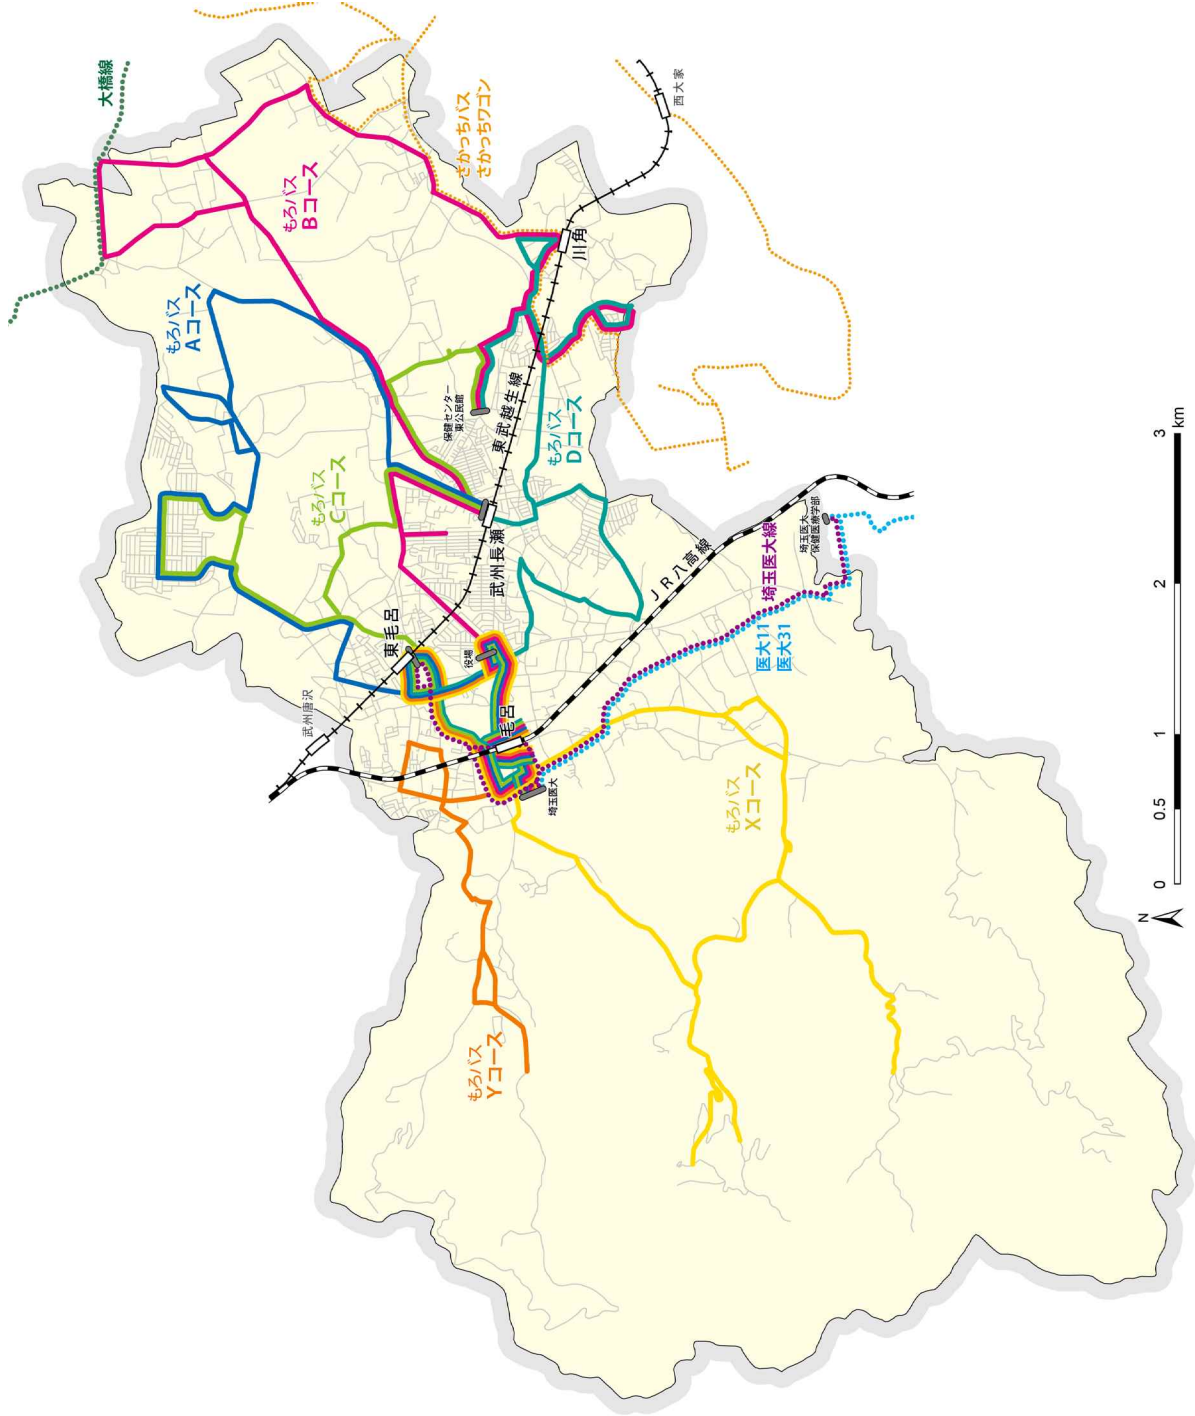 大橋線
さかっちバス
さかっちワゴン
西大家
もろバス
Bコース
川角
もろバス
Aコース
保健センター
東公民館
東武越生線
もろバス
Dコース
もろバス
Cコース
武州長瀬
埼玉医大
保健医療学部
JR八高線
埼玉医大線
医大11
医大31
東毛呂
役場
武州唐沢
毛呂
埼玉医大
もろバス
Xコース
もろバス
Yコース
N
0
0.5
1
2
3
km